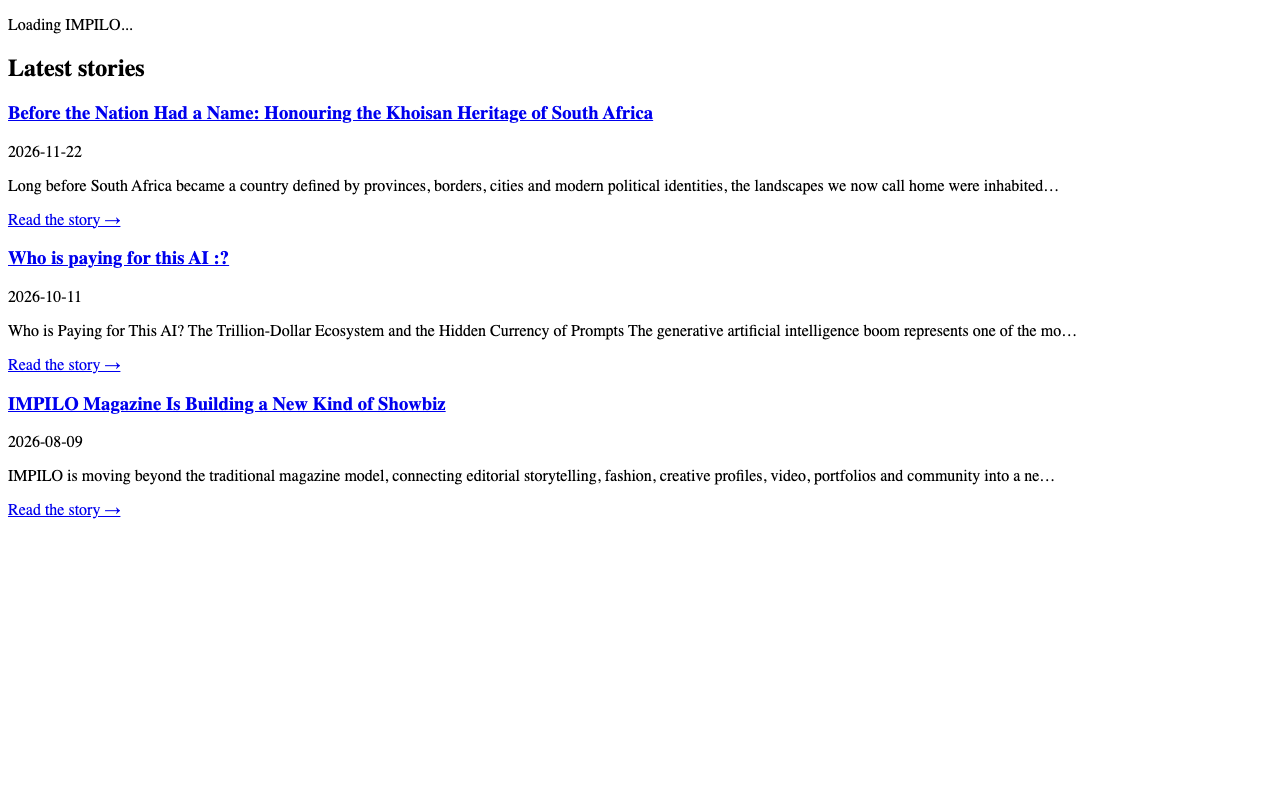 Loading IMPILO...
Latest stories
Before the Nation Had a Name: Honouring the Khoisan Heritage of South Africa
2026-11-22
Long before South Africa became a country defined by provinces, borders, cities and modern political identities, the landscapes we now call home were inhabited…
Read the story →
Who is paying for this AI :?
2026-10-11
Who is Paying for This AI? The Trillion-Dollar Ecosystem and the Hidden Currency of Prompts The generative artificial intelligence boom represents one of the mo…
Read the story →
IMPILO Magazine Is Building a New Kind of Showbiz
2026-08-09
IMPILO is moving beyond the traditional magazine model, connecting editorial storytelling, fashion, creative profiles, video, portfolios and community into a ne…
Read the story →